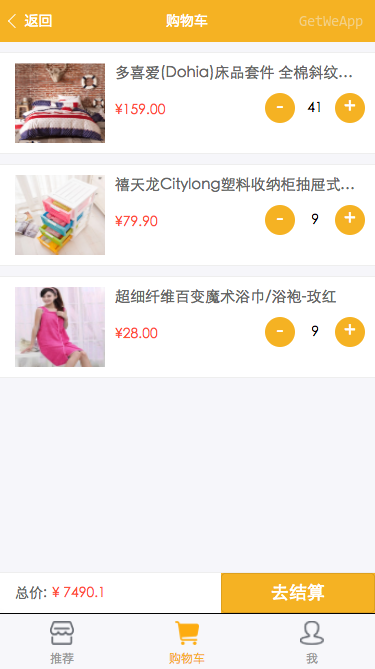 返回
购物车
GetWeApp
多喜爱(Dohia)床品套件 全棉斜纹...
¥159.00
- 41 +
禧天龙Citylong塑料收纳柜抽屉式...
¥79.90
- 9 +
超细纤维百变魔术浴巾/浴袍-玫红
¥28.00
- 9 +
总价: ¥ 7490.1
去结算
推荐
购物车
我